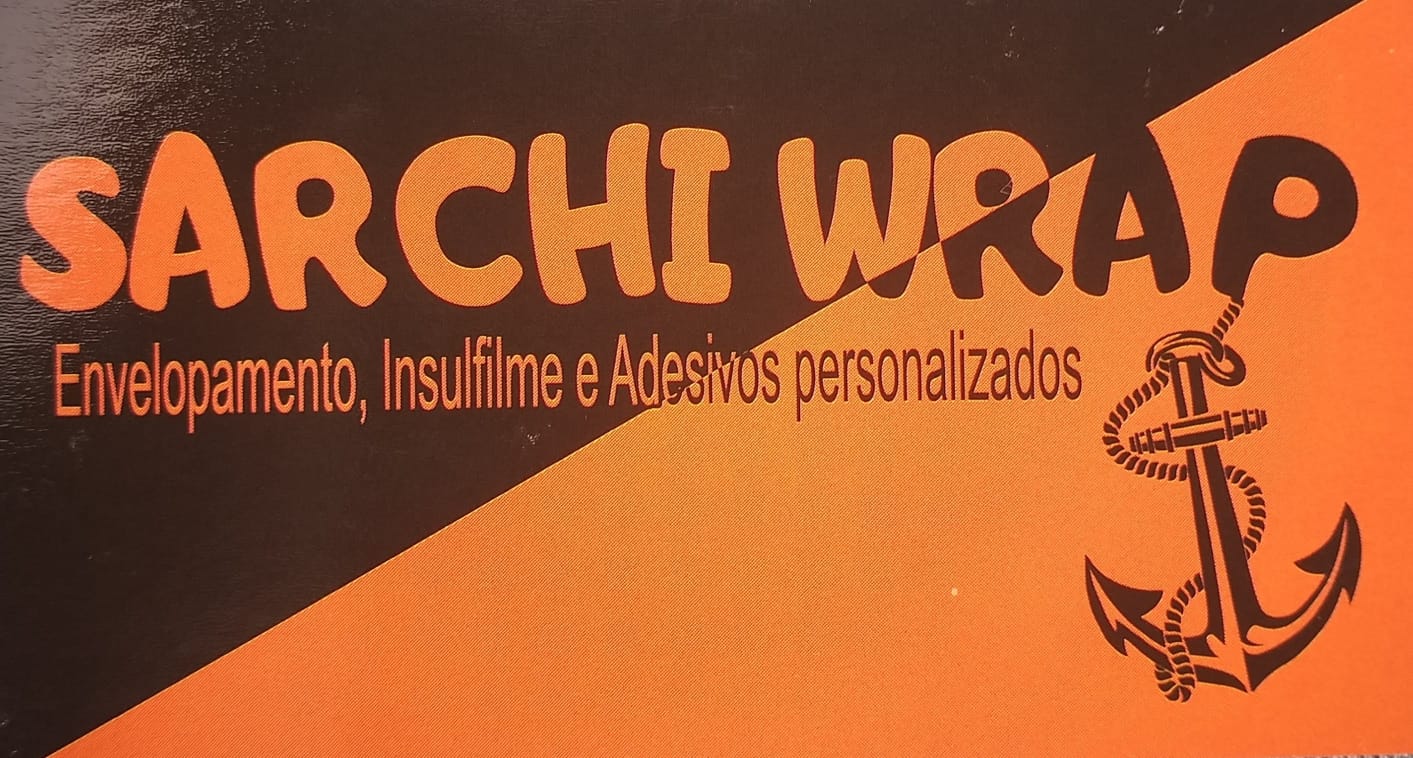 SARCHI WRAP
Envelopamento, Insulfilme e Adesivos personalizados